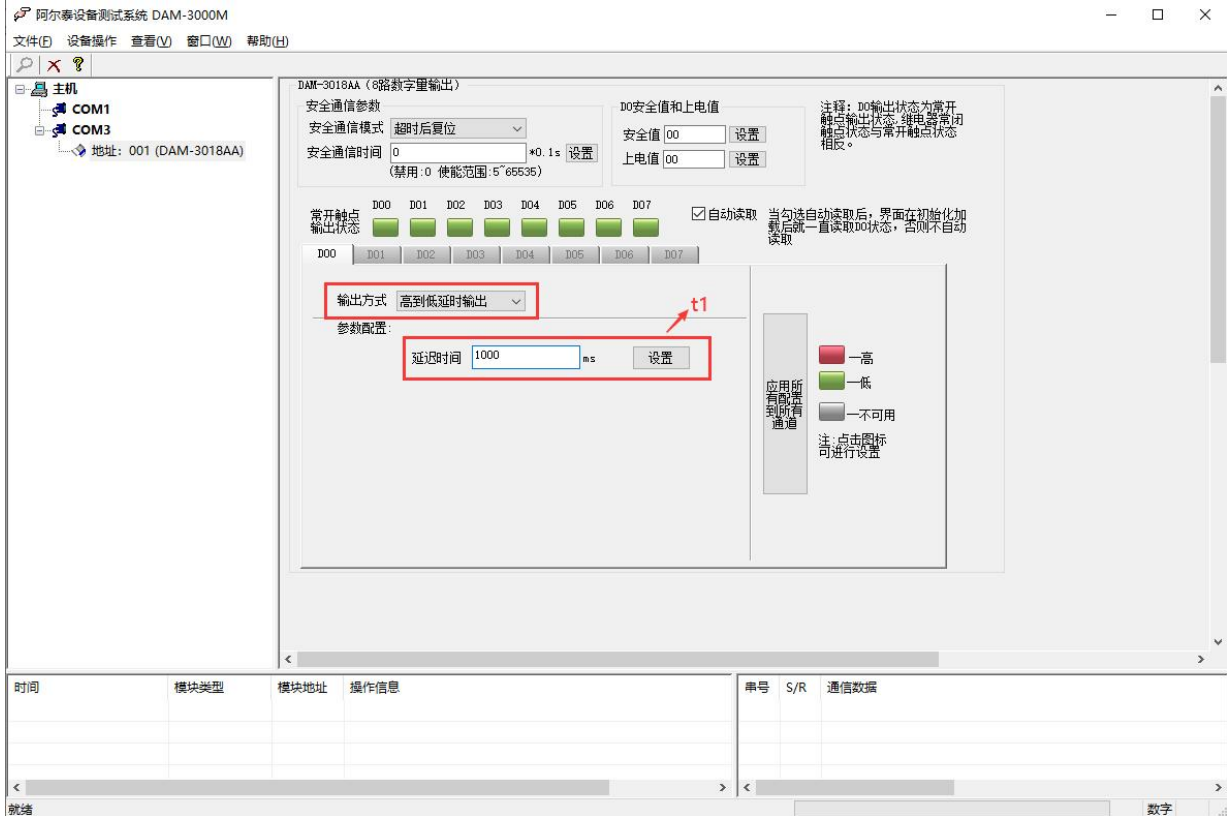 阿尔泰设备测试系统 DAM-3000M
文件(F) 设备操作 查看(V) 窗口(W) 帮助(H)
主机
COM1
COM3
地址：001 (DAM-3018AA)
DAM-3018AA (8路数字量输出)
安全通信参数
安全通信模式 超时后复位
安全通信时间 0 *0.1s 设置
(禁用:0 使能范围:5~65535)
DO安全值和上电值
安全值 00 设置
上电值 00 设置
注释：DO输出状态为常开
触点输出状态,继电器常闭
触点状态与常开触点状态
相反。
DO0 DO1 DO2 DO3 DO4 DO5 DO6 DO7
常开触点
输出状态
自动读取
当勾选自动读取后，界面在初始化加
载后就一直读取DO状态，否则不自动
读取
DO0 DO1 DO2 DO3 DO4 DO5 DO6 DO7
输出方式 高到低延时输出
t1
参数配置:
延迟时间 1000 ms 设置
应用所
有配置
到所有
通道
一高
一低
一不可用
注:点击图标
可进行设置
时间 模块类型 模块地址 操作信息
串号 S/R 通信数据
就绪
数字